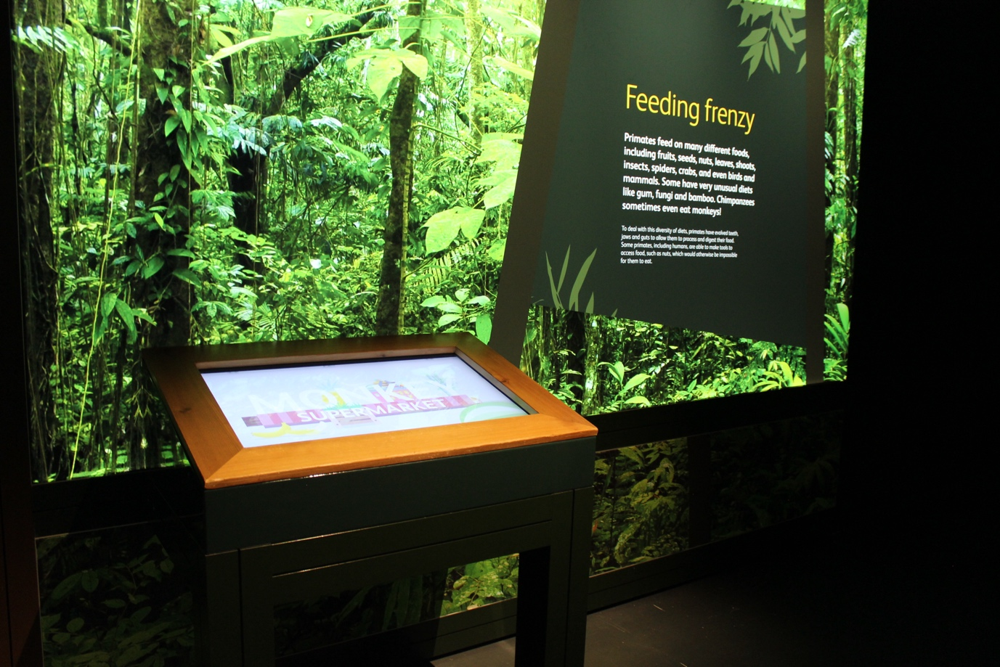 Feeding frenzy
Primates feed on many different foods,
including fruits, seeds, nuts, leaves, shoots,
insects, spiders, crabs, and even birds and
mammals. Some have very unusual diets
like gum, fungi and bamboo. Chimpanzees
sometimes even eat monkeys!
To deal with this diversity of diets, primates have evolved teeth,
jaws and guts to allow them to process and digest their food.
Some primates, including humans, are able to make tools to
access food, such as nuts, which would otherwise be impossible
for them to eat.
MONKEY
SUPERMARKET